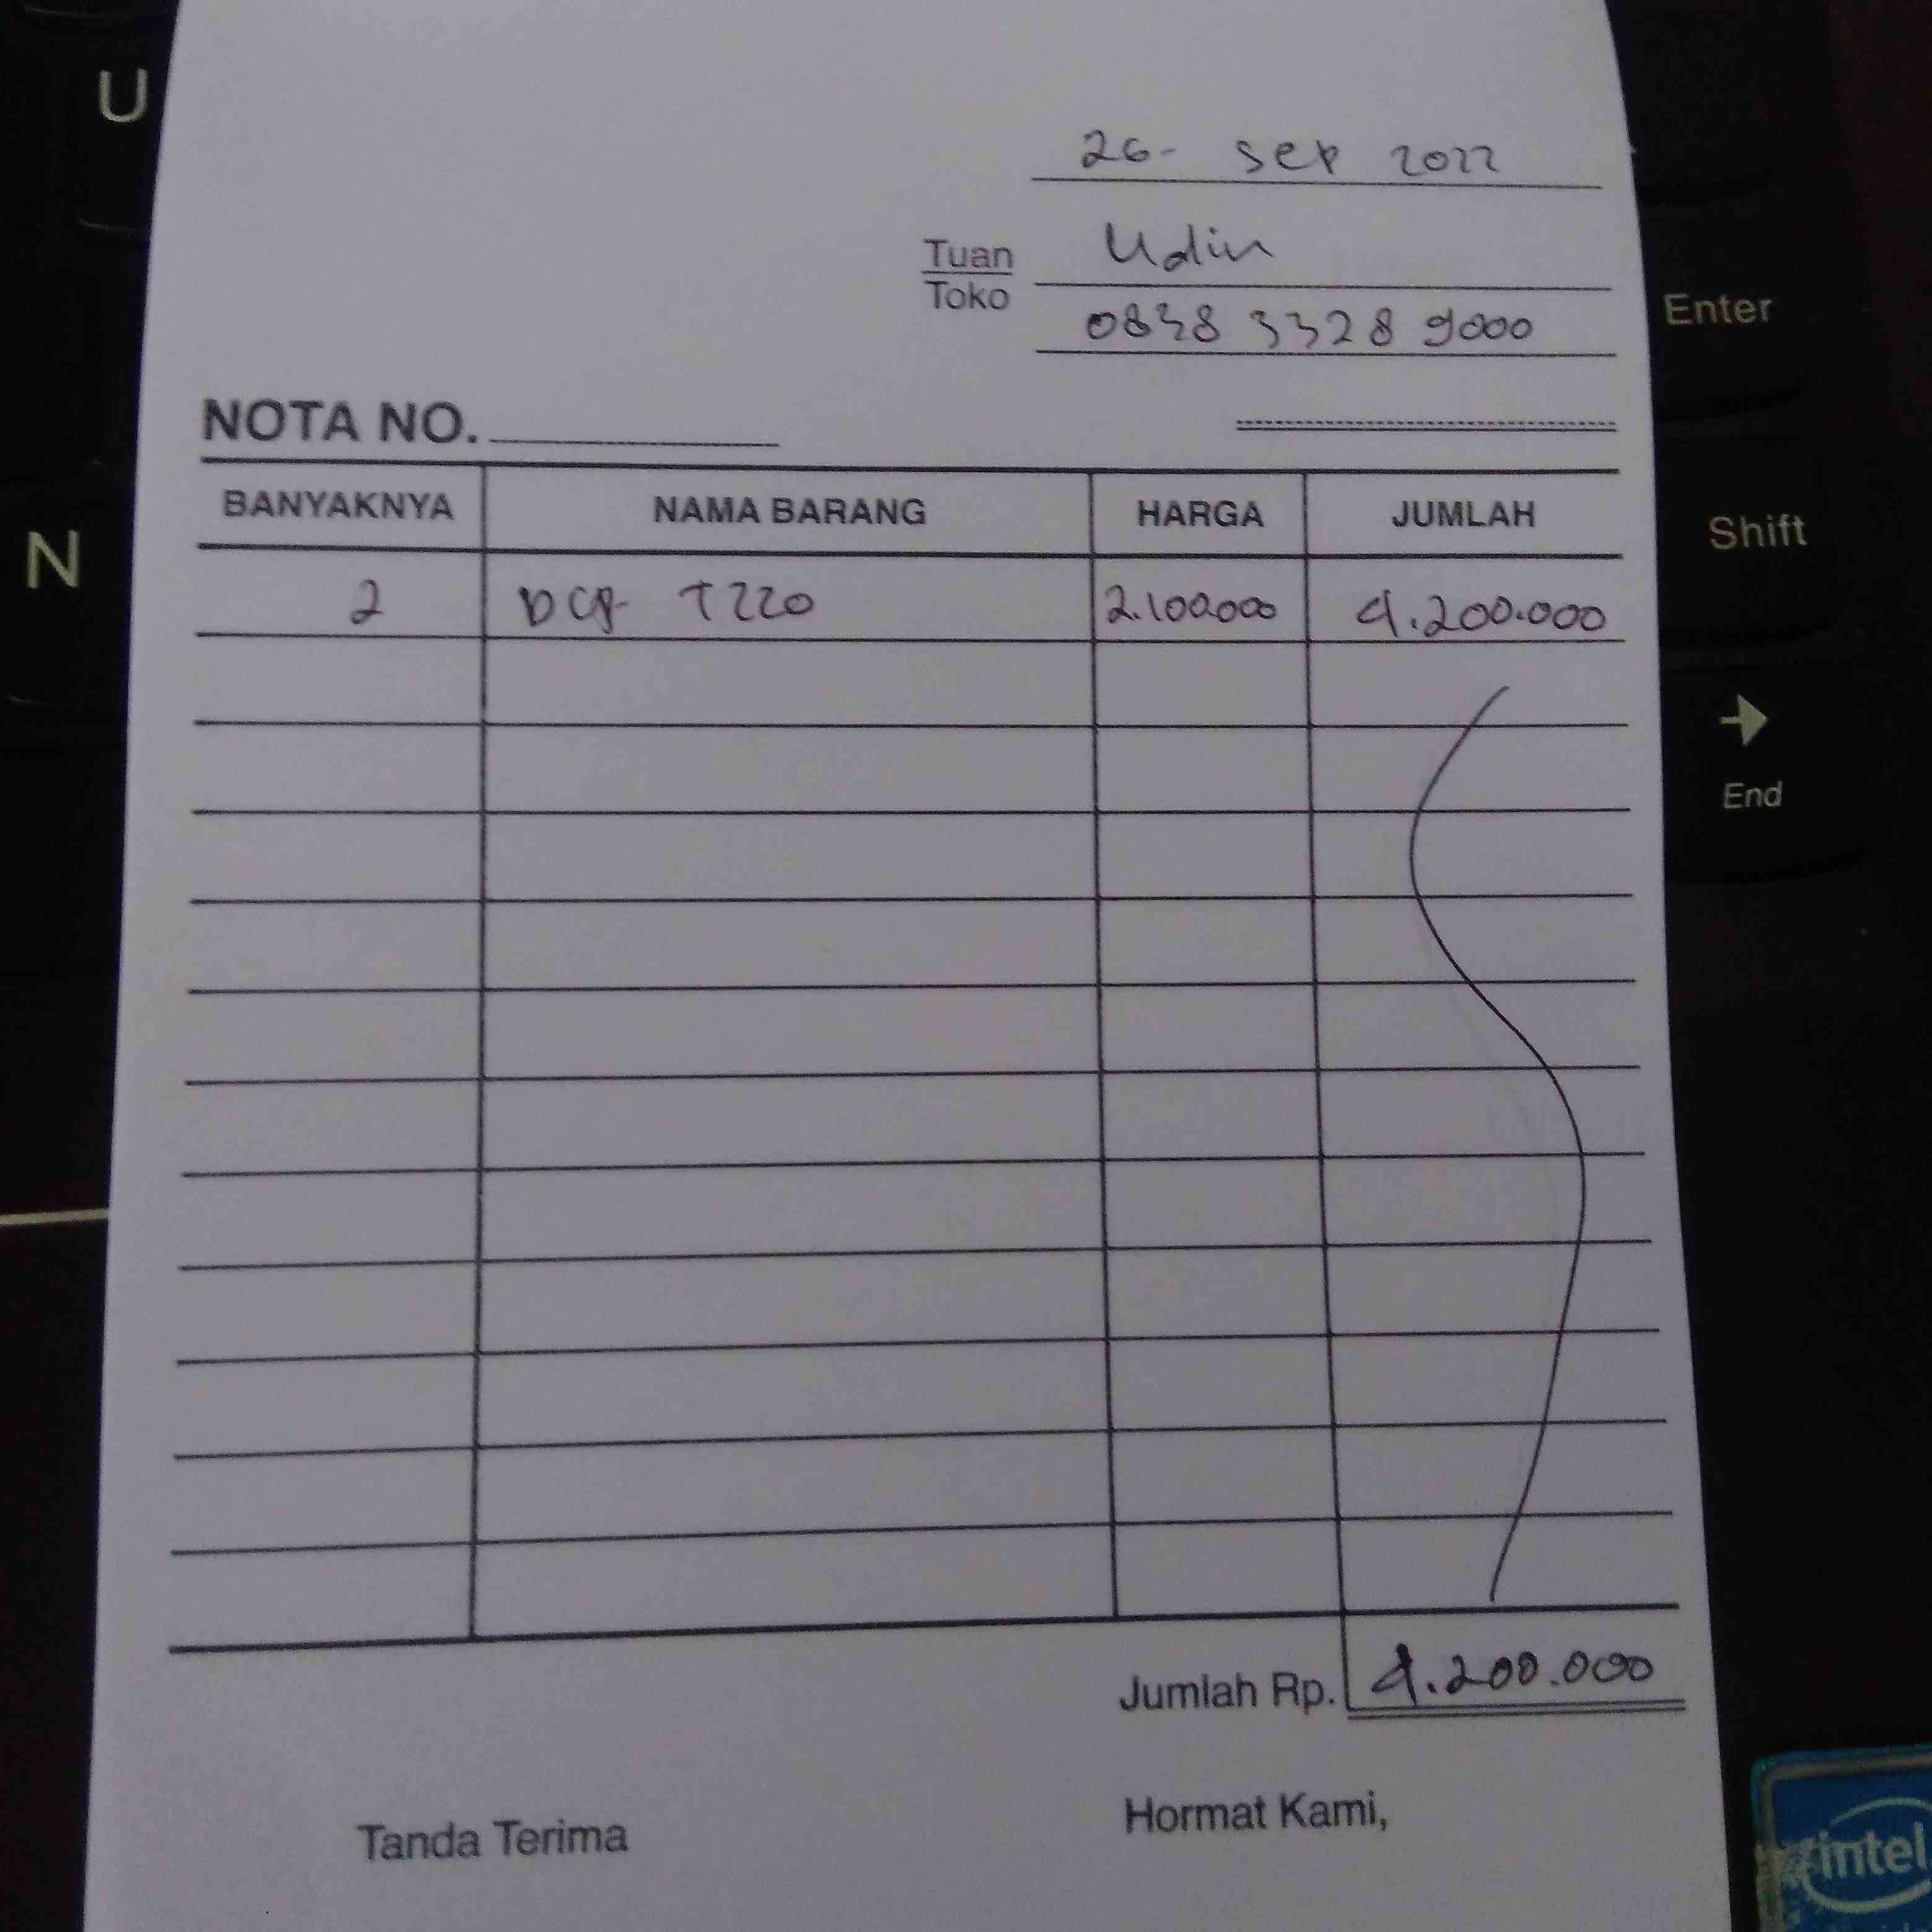 U
26- Sep 2022
Tuan Udin
Toko
0838 3328 9000
Enter
NOTA NO.
BANYAKNYA NAMA BARANG HARGA JUMLAH
N
Shift
2 DCP T220 2.100.000 4.200.000
End
Jumlah Rp. 4.200.000
Tanda Terima Hormat Kami,
intel